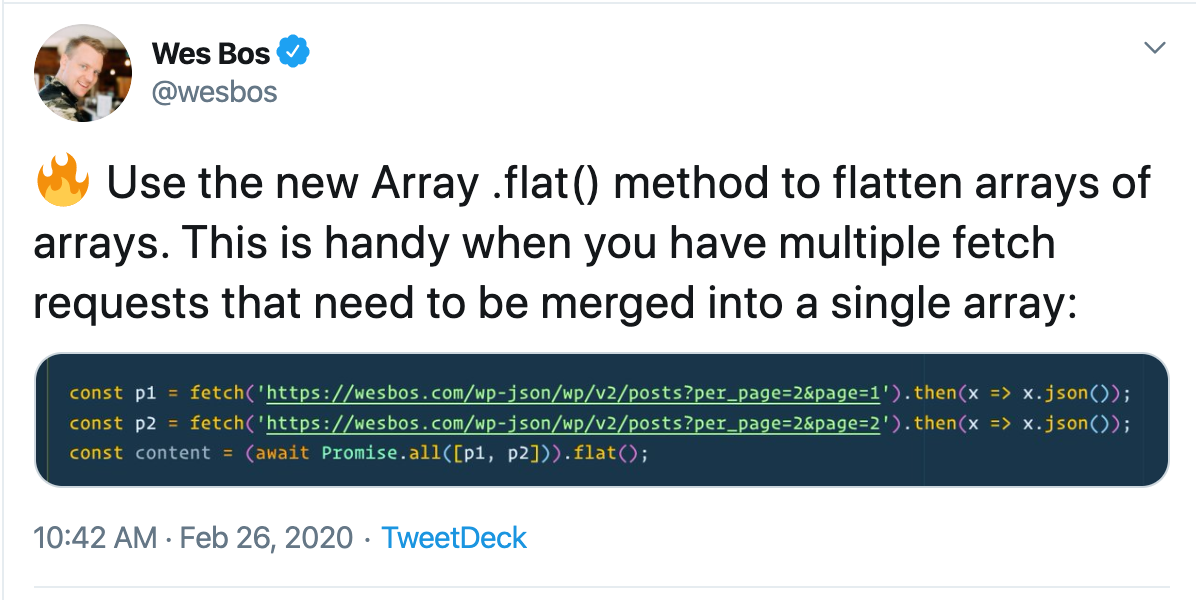 Wes Bos
@wesbos
🔥 Use the new Array .flat() method to flatten arrays of
arrays. This is handy when you have multiple fetch
requests that need to be merged into a single array:
const p1 = fetch('https://wesbos.com/wp-json/wp/v2/posts?per_page=2&page=1').then(x => x.json());
const p2 = fetch('https://wesbos.com/wp-json/wp/v2/posts?per_page=2&page=2').then(x => x.json());
const content = (await Promise.all([p1, p2])).flat();
10:42 AM · Feb 26, 2020 · TweetDeck